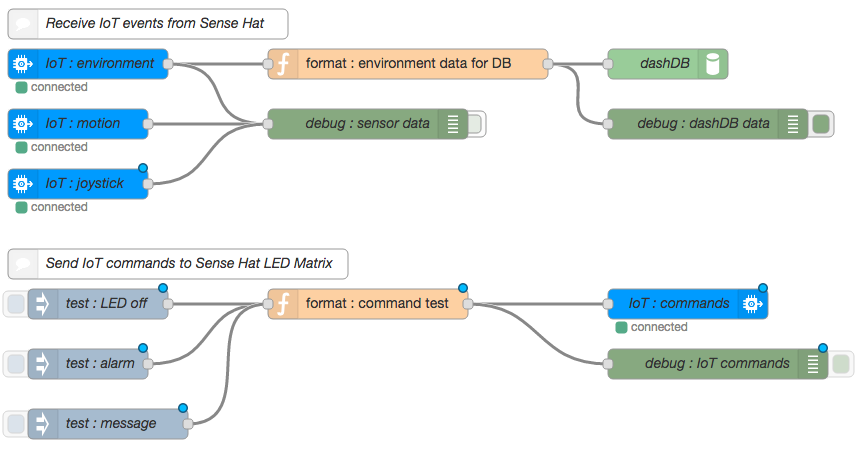 Receive IoT events from Sense Hat
IoT : environment
format : environment data for DB
dashDB
connected
IoT : motion
debug : sensor data
debug : dashDB data
connected
IoT : joystick
connected
Send IoT commands to Sense Hat LED Matrix
test : LED off
format : command test
IoT : commands
connected
test : alarm
debug : IoT commands
test : message